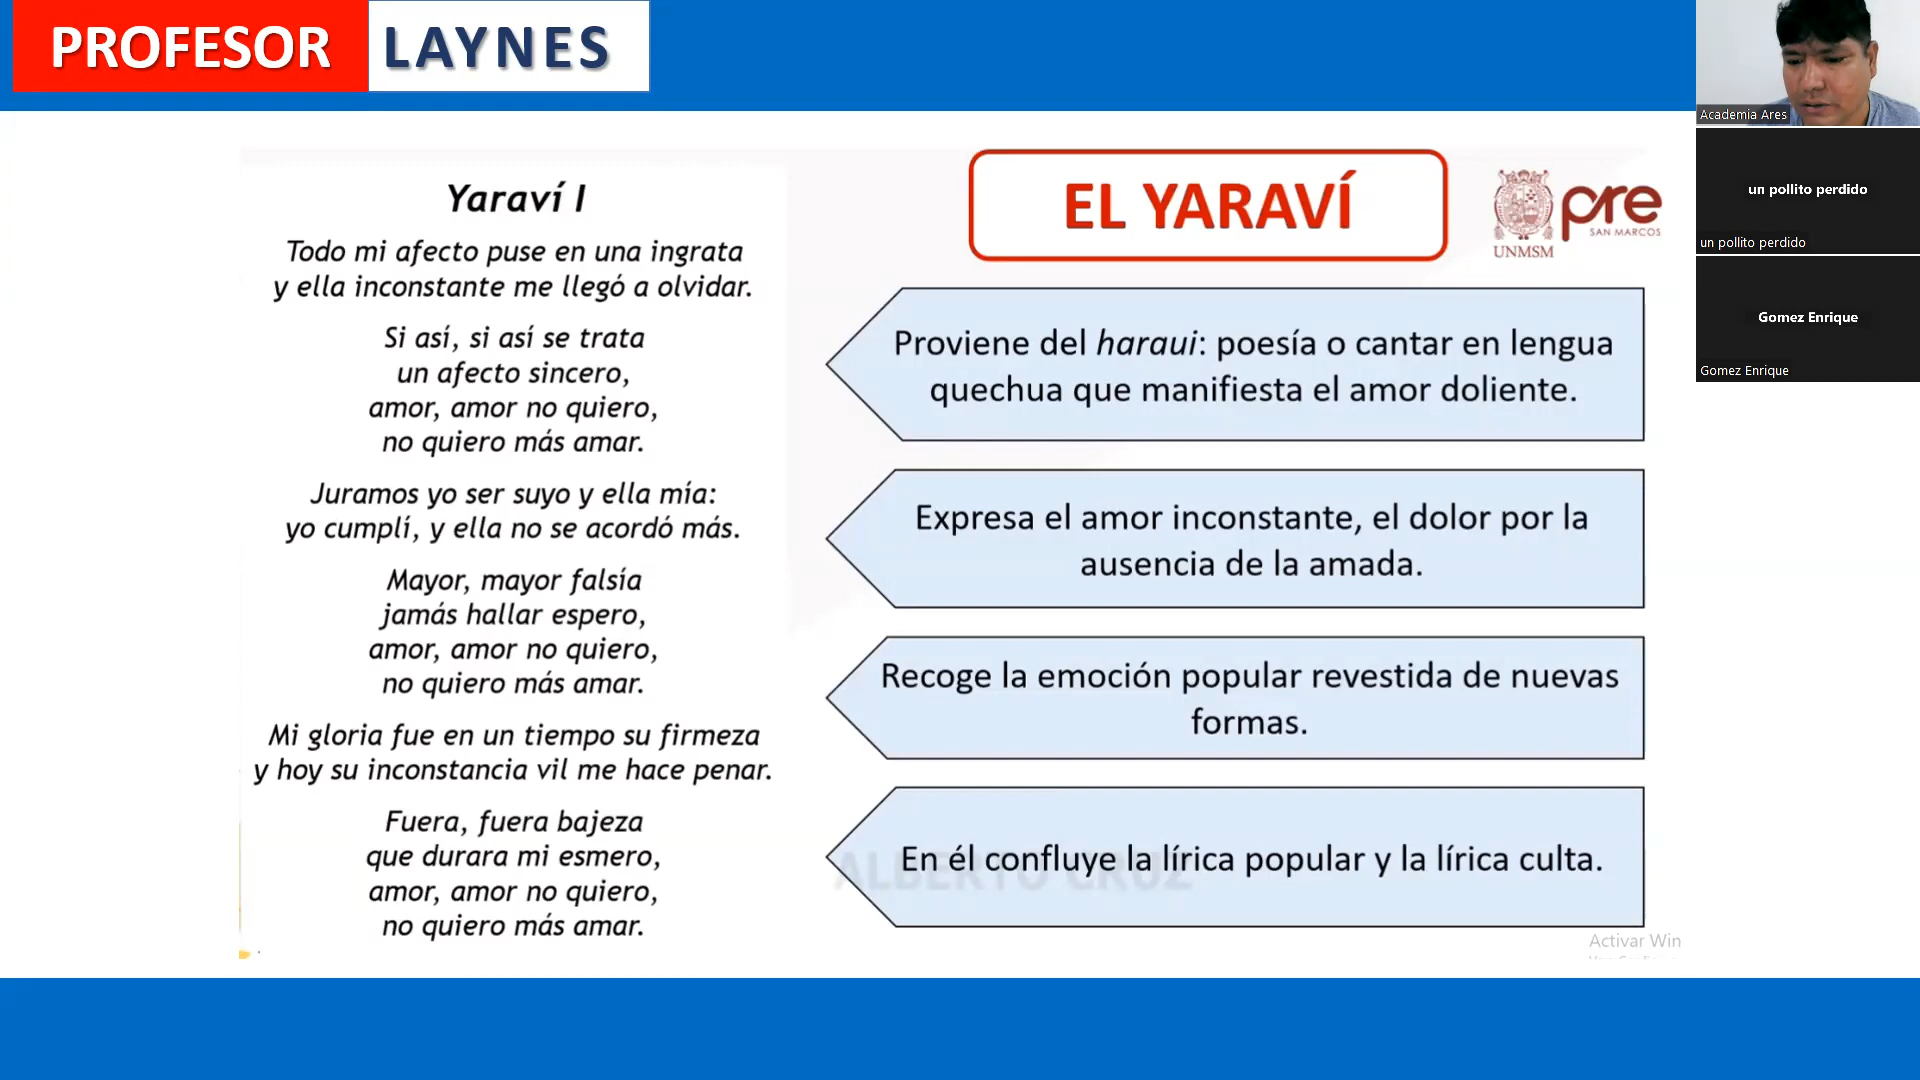 PROFESOR LAYNES
Yaraví I
Todo mi afecto puse en una ingrata
y ella inconstante me llegó a olvidar.
Si así, si así se trata
un afecto sincero,
amor, amor no quiero,
no quiero más amar.
Juramos yo ser suyo y ella mía:
yo cumplí, y ella no se acordó más.
Mayor, mayor falsía
jamás hallar espero,
amor, amor no quiero,
no quiero más amar.
Mi gloria fue en un tiempo su firmeza
y hoy su inconstancia vil me hace penar.
Fuera, fuera bajeza
que durara mi esmero,
amor, amor no quiero,
no quiero más amar.
EL YARAVÍ
UNMSM
pre
SAN MARCOS
Proviene del haraui: poesía o cantar en lengua
quechua que manifiesta el amor doliente.
Expresa el amor inconstante, el dolor por la
ausencia de la amada.
Recoge la emoción popular revestida de nuevas
formas.
En él confluye la lírica popular y la lírica culta.
ALBERTO CRUZ
Activar Win
Academia Ares
un pollito perdido
un pollito perdido
Gomez Enrique
Gomez Enrique